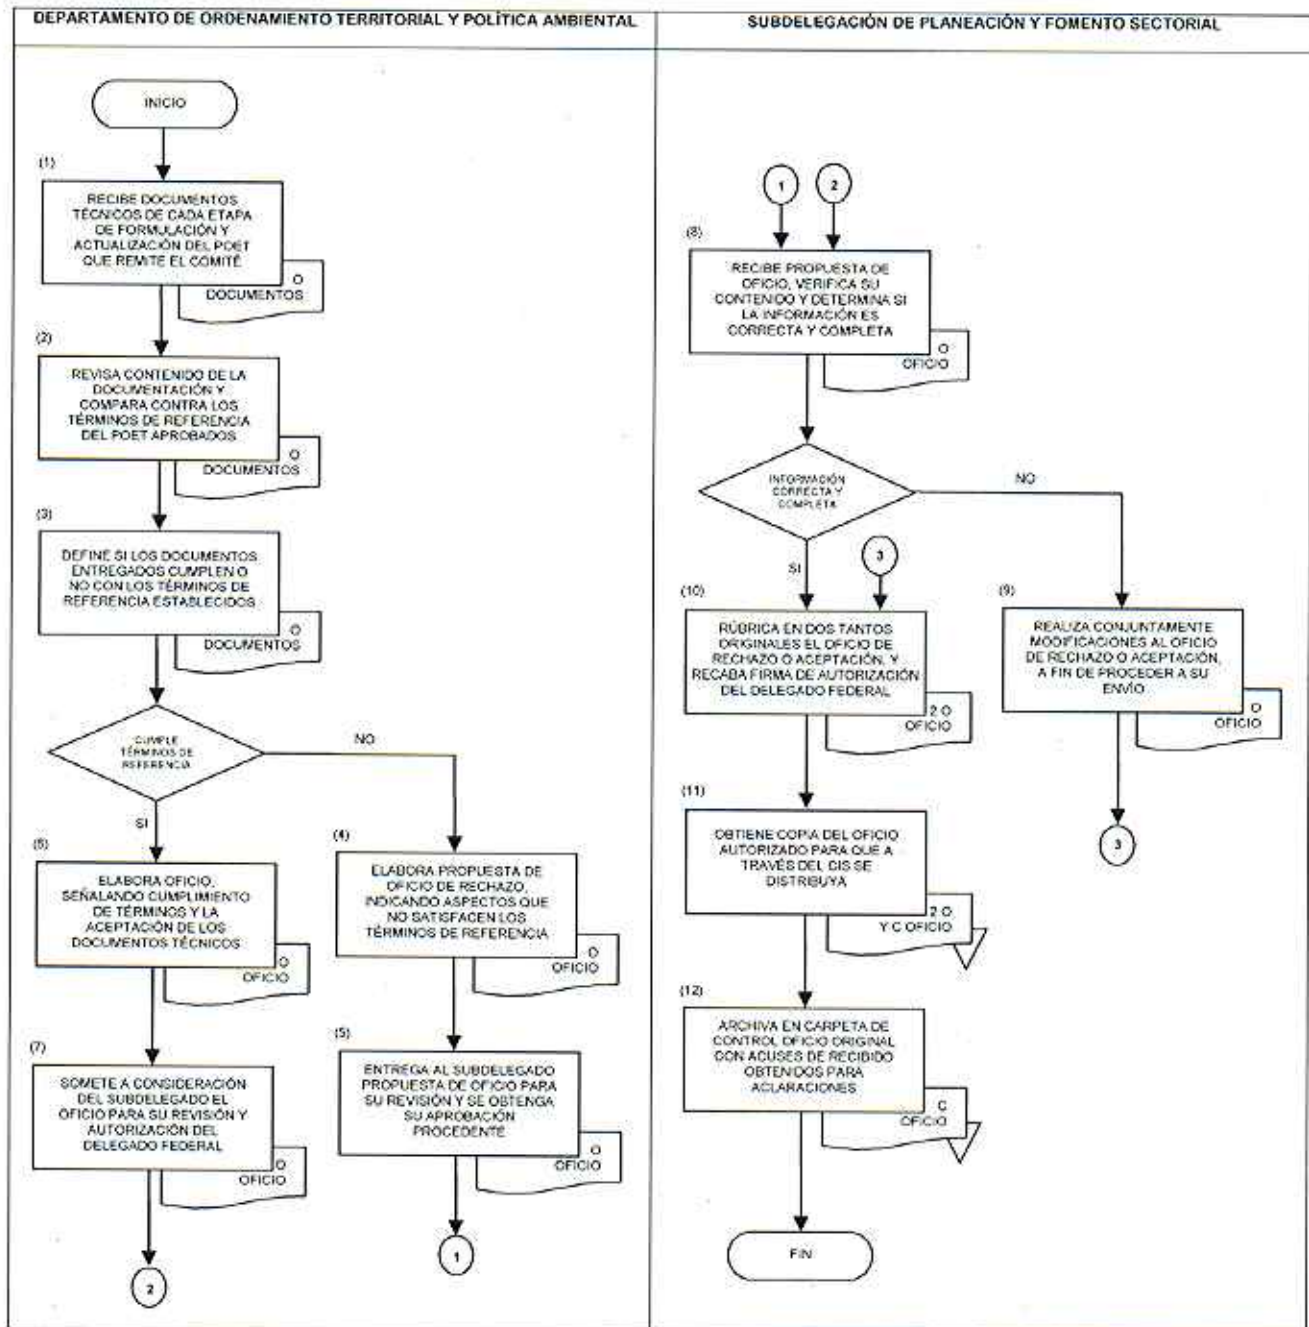 DEPARTAMENTO DE ORDENAMIENTO TERRITORIAL Y POLÍTICA AMBIENTAL
INICIO
(1)
RECIBE DOCUMENTOS
TÉCNICOS DE CADA ETAPA
DE FORMULACIÓN Y
ACTUALIZACIÓN DEL POET
QUE REMITE EL COMITÉ
O
DOCUMENTOS
(2)
REVISA CONTENIDO DE LA
DOCUMENTACIÓN Y
COMPARA CONTRA LOS
TÉRMINOS DE REFERENCIA
DEL POET APROBADOS
O
DOCUMENTOS
(3)
DEFINE SI LOS DOCUMENTOS
ENTREGADOS CUMPLEN O
NO CON LOS TÉRMINOS DE
REFERENCIA ESTABLECIDOS
O
DOCUMENTOS
CUMPLE
TÉRMINOS DE
REFERENCIA
NO
SI
(6)
ELABORA OFICIO,
SEÑALANDO CUMPLIMIENTO
DE TÉRMINOS Y LA
ACEPTACIÓN DE LOS
DOCUMENTOS TÉCNICOS
O
OFICIO
(7)
SOMETE A CONSIDERACIÓN
DEL SUBDELEGADO EL
OFICIO PARA SU REVISIÓN Y
AUTORIZACIÓN DEL
DELEGADO FEDERAL
O
OFICIO
2
(4)
ELABORA PROPUESTA DE
OFICIO DE RECHAZO,
INDICANDO ASPECTOS QUE
NO SATISFACEN LOS
TÉRMINOS DE REFERENCIA
O
OFICIO
(5)
ENTREGA AL SUBDELEGADO
PROPUESTA DE OFICIO PARA
SU REVISIÓN Y SE OBTENGA
SU APROBACIÓN
PROCEDENTE
O
OFICIO
1
SUBDELEGACIÓN DE PLANEACIÓN Y FOMENTO SECTORIAL
1
2
(8)
RECIBE PROPUESTA DE
OFICIO, VERIFICA SU
CONTENIDO Y DETERMINA SI
LA INFORMACIÓN ES
CORRECTA Y COMPLETA
O
OFICIO
INFORMACIÓN
CORRECTA Y
COMPLETA
NO
SI
3
(10)
RÚBRICA EN DOS TANTOS
ORIGINALES EL OFICIO DE
RECHAZO O ACEPTACIÓN, Y
RECABA FIRMA DE AUTORIZACIÓN
DEL DELEGADO FEDERAL
2 O
OFICIO
(9)
REALIZA CONJUNTAMENTE
MODIFICACIONES AL OFICIO
DE RECHAZO O ACEPTACIÓN,
A FIN DE PROCEDER A SU
ENVÍO
O
OFICIO
3
(11)
OBTIENE COPIA DEL OFICIO
AUTORIZADO PARA QUE A
TRAVÉS DEL CIS SE
DISTRIBUYA
2 O
Y C OFICIO
(12)
ARCHIVA EN CARPETA DE
CONTROL OFICIO ORIGINAL
CON ACUSES DE RECIBIDO
OBTENIDOS PARA
ACLARACIONES
C
OFICIO
FIN